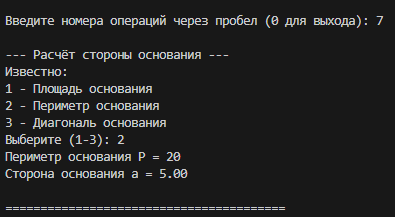 Введите номера операций через пробел (0 для выхода): 7
--- Расчёт стороны основания ---
Известно:
1 - Площадь основания
2 - Периметр основания
3 - Диагональ основания
Выберите (1-3): 2
Периметр основания P = 20
Сторона основания a = 5.00
========================================